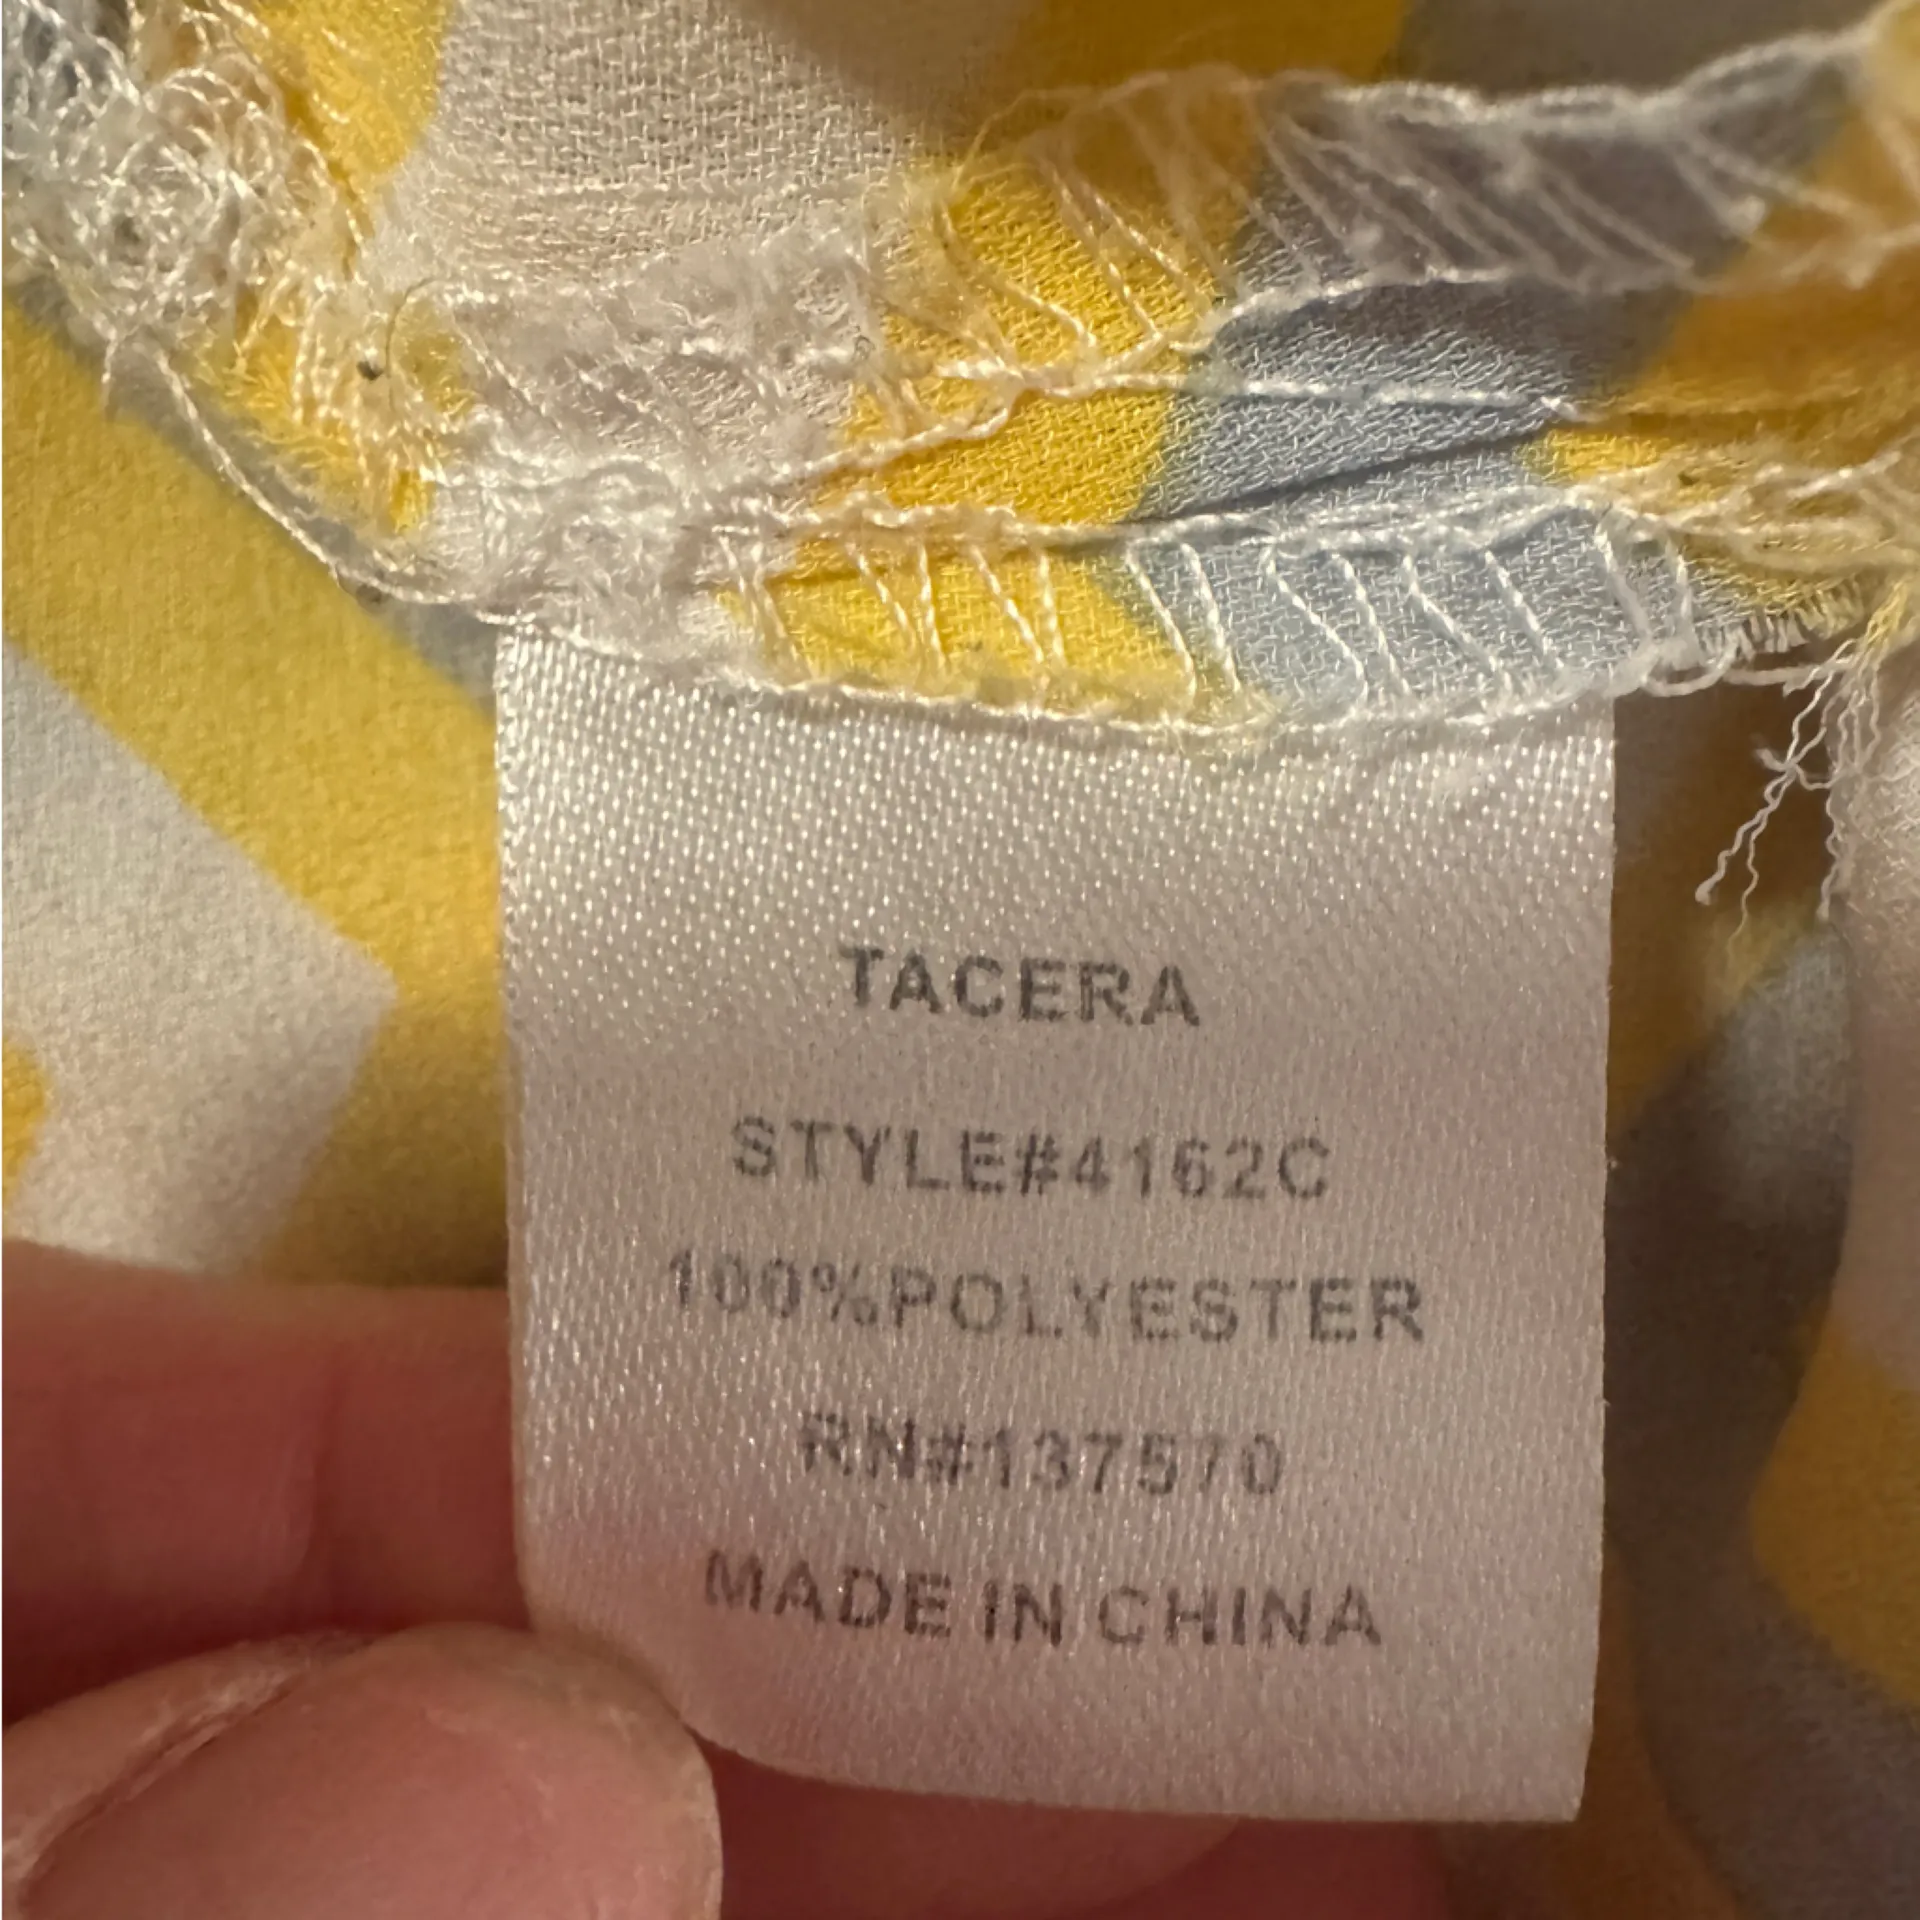 TACERA
STYLE#4162C
100%POLYESTER
RN#137570
MADE IN CHINA